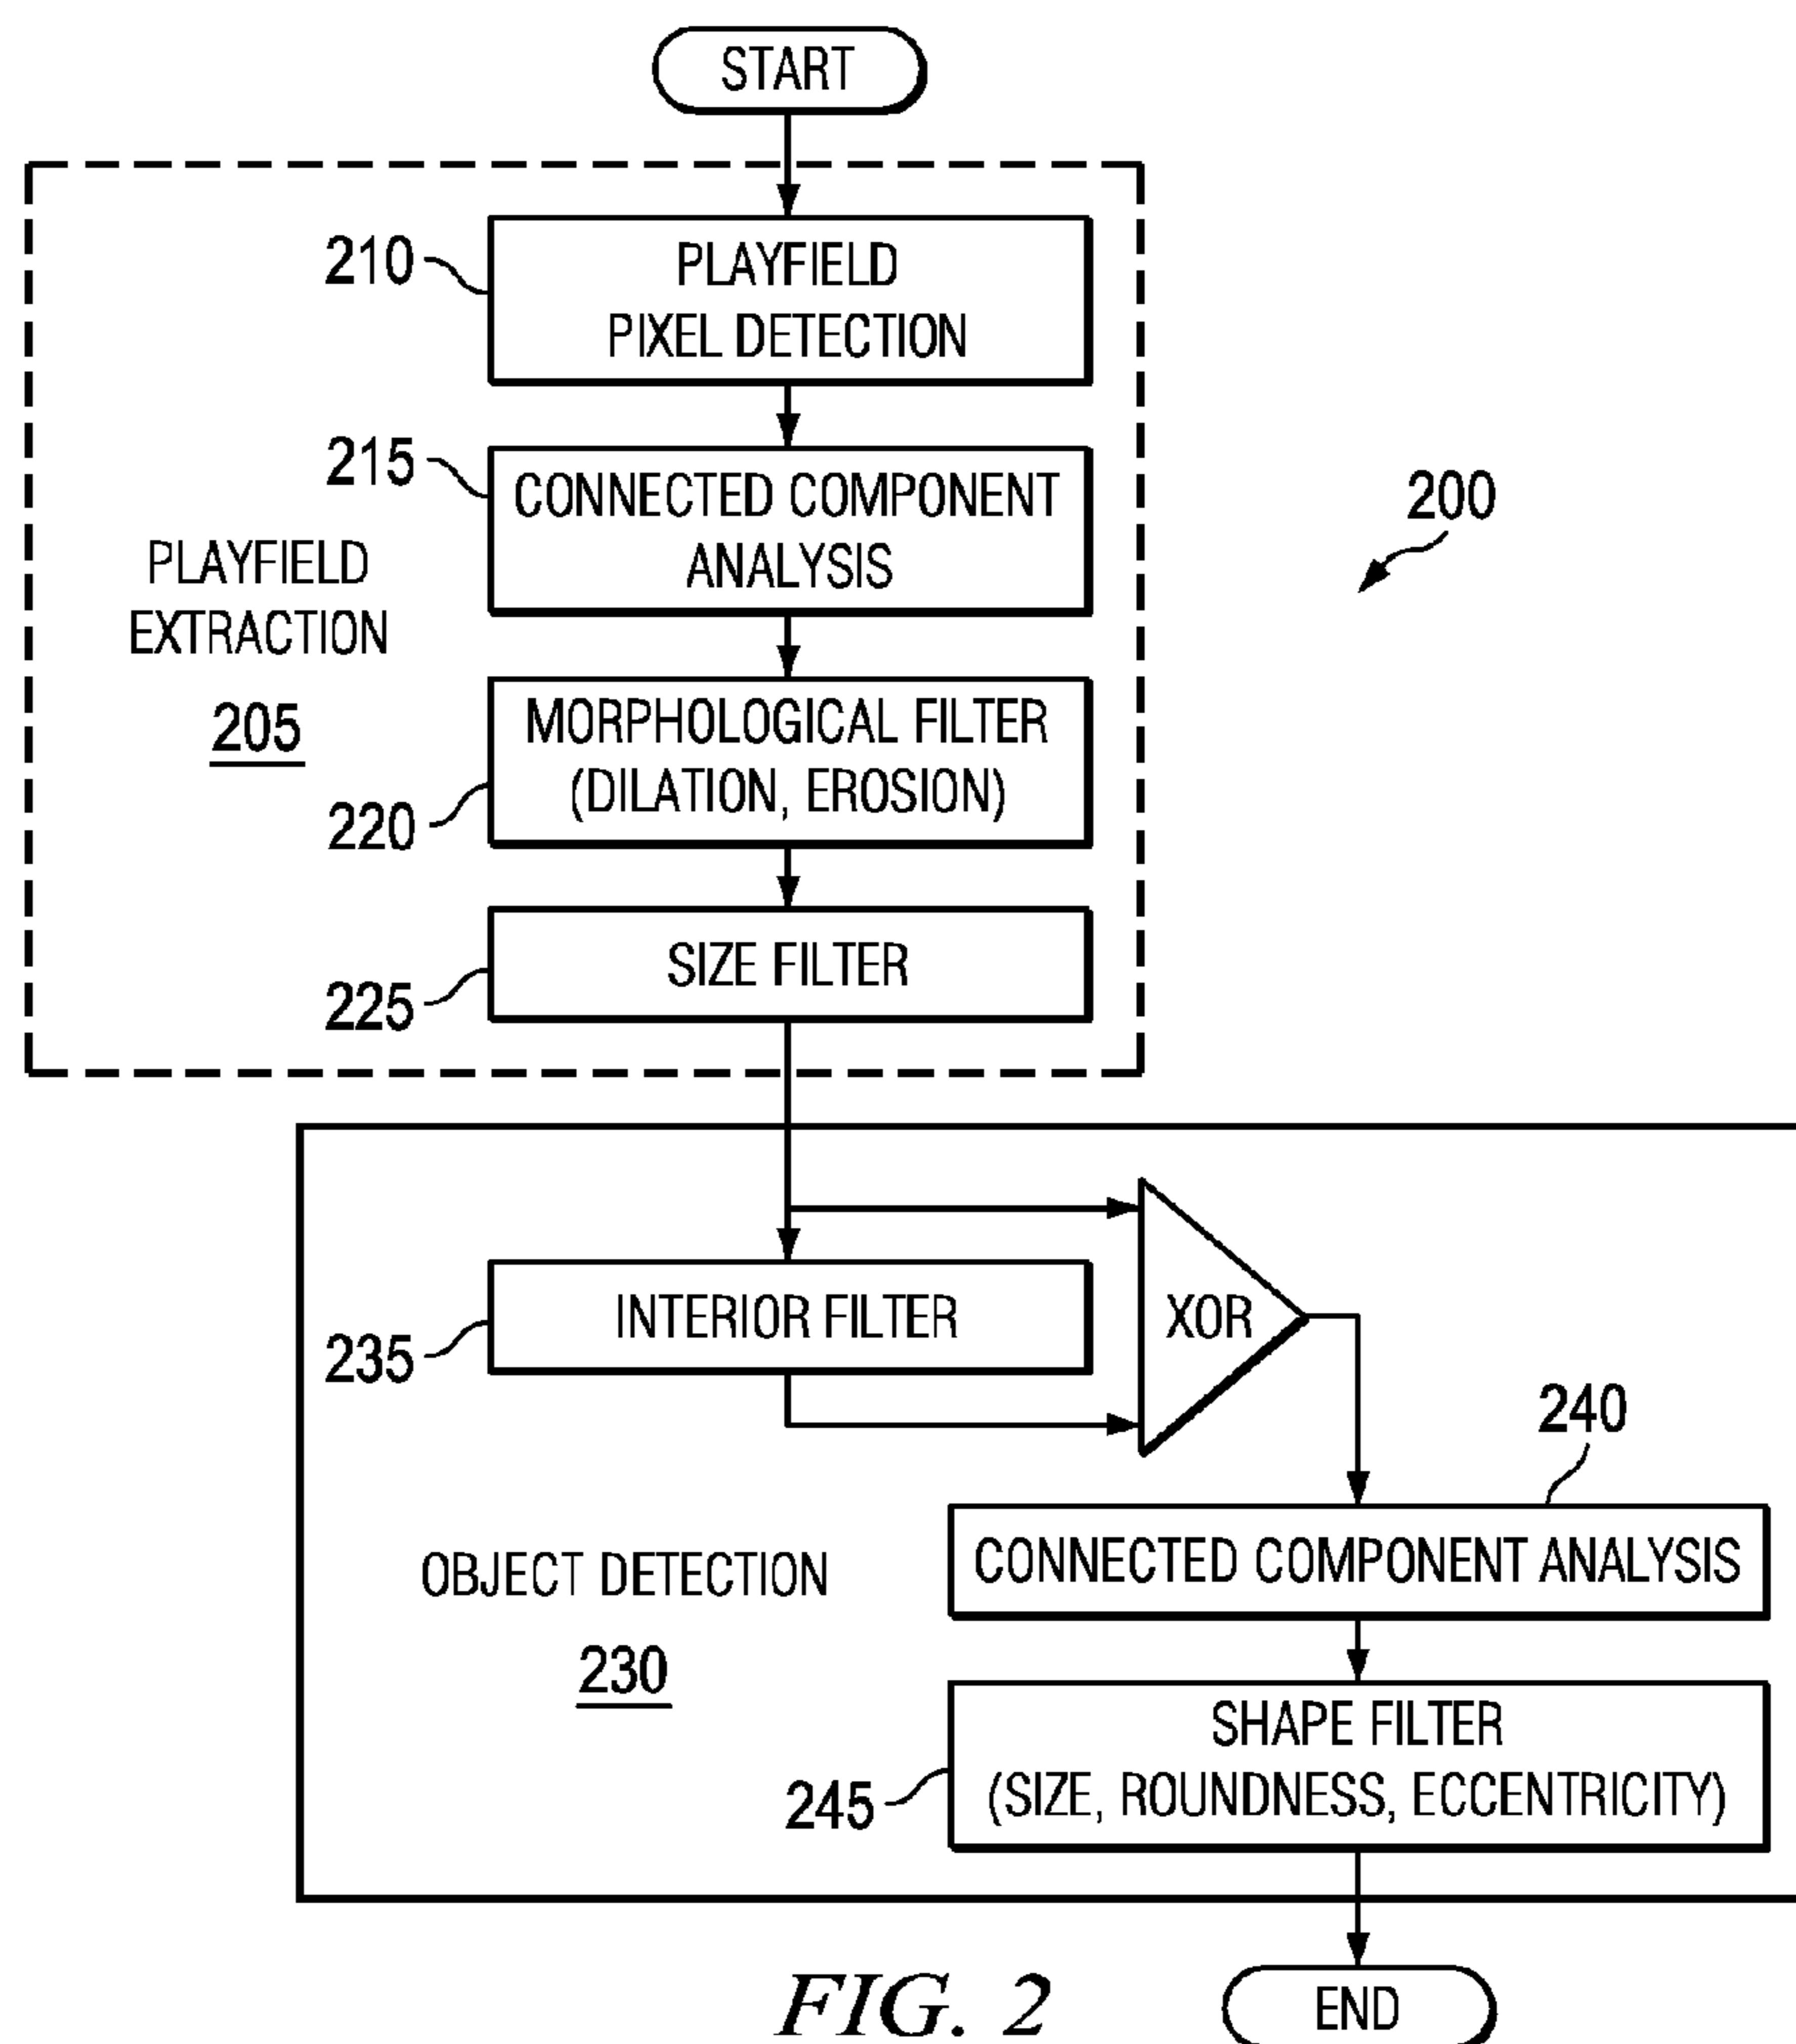 START
210
PLAYFIELD
PIXEL DETECTION
215
CONNECTED COMPONENT
ANALYSIS
200
PLAYFIELD
EXTRACTION
205
MORPHOLOGICAL FILTER
(DILATION, EROSION)
220
SIZE FILTER
225
INTERIOR FILTER
235
XOR
240
CONNECTED COMPONENT ANALYSIS
OBJECT DETECTION
230
SHAPE FILTER
(SIZE, ROUNDNESS, ECCENTRICITY)
245
FIG. 2
END